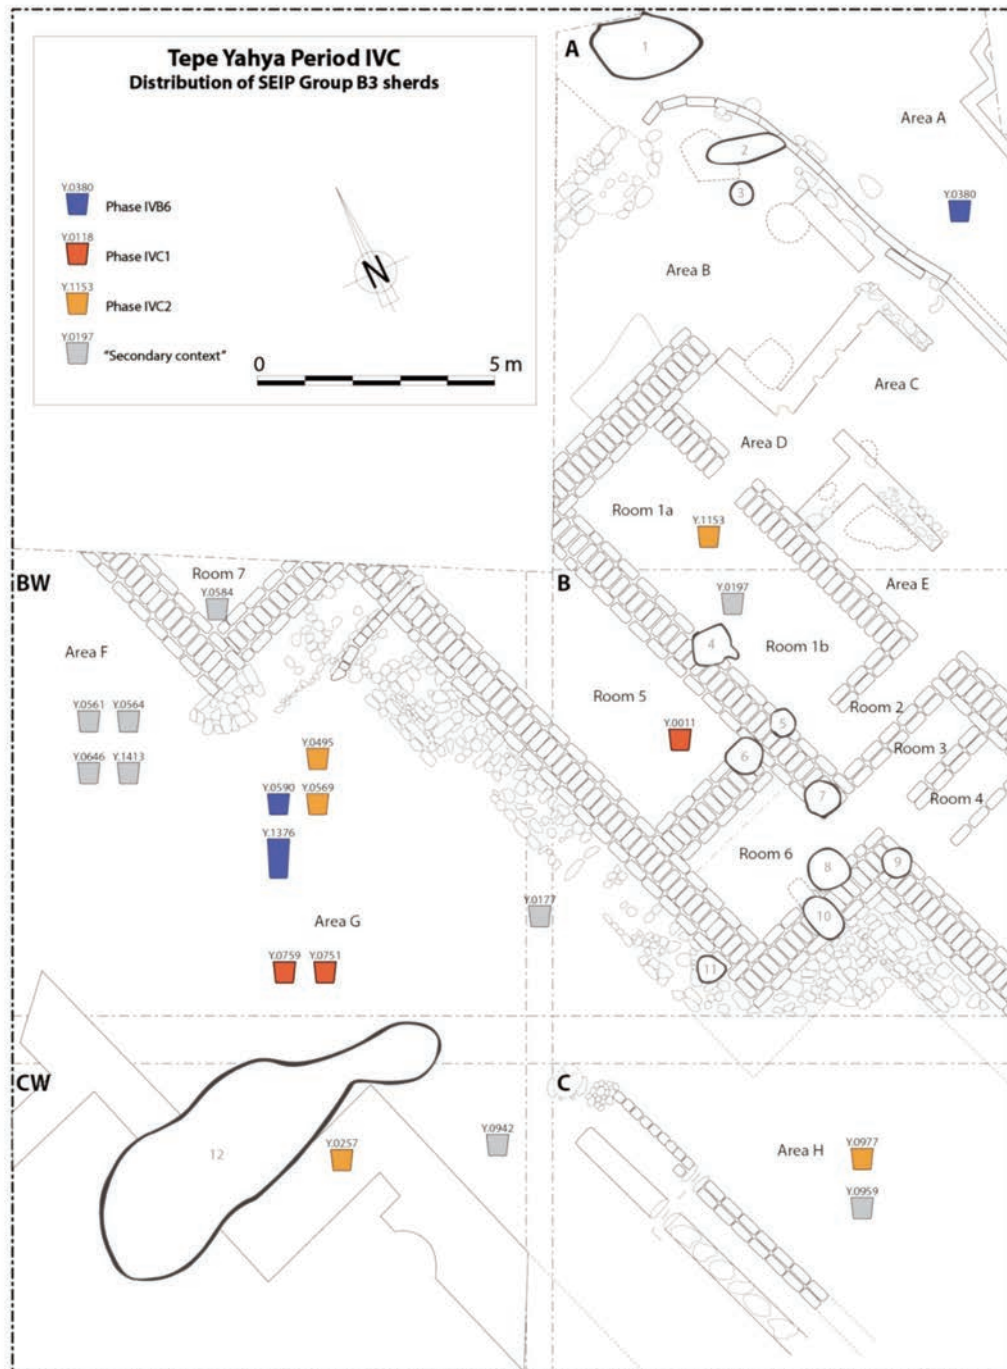 Tepe Yahya Period IVC
Distribution of SEIP Group B3 sherds
Y.0380
Phase IVB6
Y.0118
Phase IVC1
Y.1153
Phase IVC2
Y.0197
"Secondary context"
N
0 5 m
A
1
Area A
2
3
Y.0380
Area B
Area C
Area D
Room 1a
Y.1153
BW
Room 7
Y.0584
B
Y.0197
Area E
4
Room 1b
Area F
Room 5
Room 2
Y.0561 Y.0564
Y.0011
5
Room 3
Y.0646 Y.1413
Y.0495
6
Y.0590 Y.0569
7
Room 4
Y.1376
Room 6
8
9
Y.0177
10
Area G
Y.0759 Y.0751
11
CW
C
12
Y.0257
Y.0942
Area H
Y.0977
Y.0959